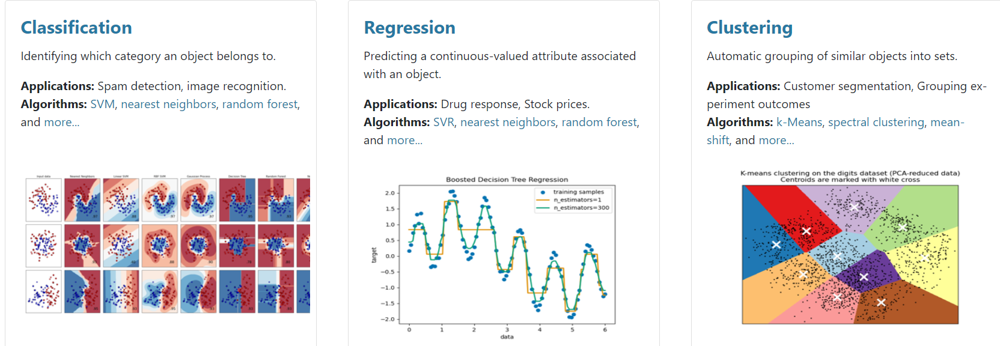 Classification
Identifying which category an object belongs to.
Applications: Spam detection, image recognition.
Algorithms: SVM, nearest neighbors, random forest,
and more...
Input data
Nearest Neighbors
Linear SVM
RBF SVM
Gaussian Process
Decision Tree
Random Forest
Regression
Predicting a continuous-valued attribute associated
with an object.
Applications: Drug response, Stock prices.
Algorithms: SVR, nearest neighbors, random forest,
and more...
Boosted Decision Tree Regression
training samples
n_estimators=1
n_estimators=300
2.0
1.5
1.0
0.5
0.0
−0.5
−1.0
−1.5
−2.0
target
0 1 2 3 4 5 6
data
Clustering
Automatic grouping of similar objects into sets.
Applications: Customer segmentation, Grouping ex-
periment outcomes
Algorithms: k-Means, spectral clustering, mean-
shift, and more...
K-means clustering on the digits dataset (PCA-reduced data)
Centroids are marked with white cross